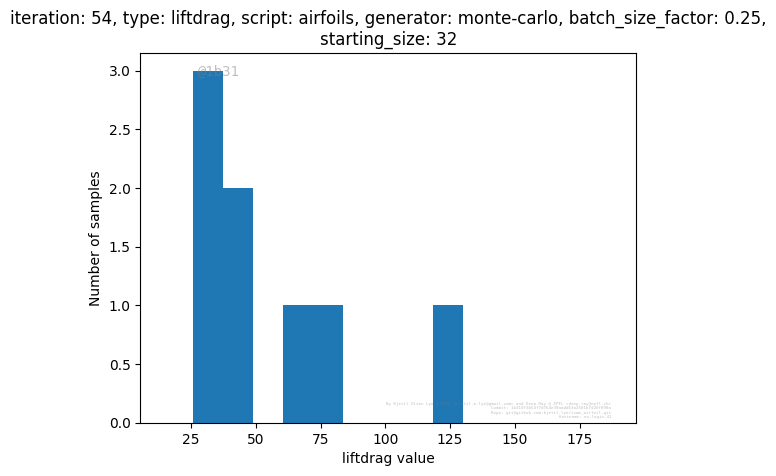 iteration: 54, type: liftdrag, script: airfoils, generator: monte-carlo, batch_size_factor: 0.25,
starting_size: 32
@1b31
3.0
2.5
2.0
1.5
1.0
0.5
0.0
Number of samples
25 50 75 100 125 150 175
liftdrag value